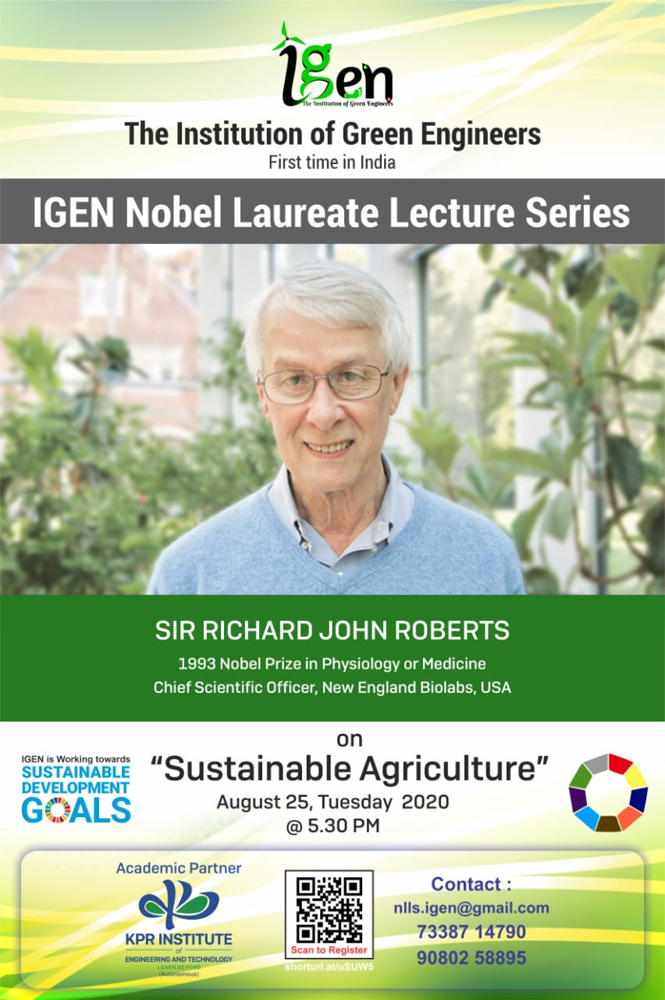 igen
The Institution of Green Engineers
The Institution of Green Engineers
First time in India
IGEN Nobel Laureate Lecture Series
SIR RICHARD JOHN ROBERTS
1993 Nobel Prize in Physiology or Medicine
Chief Scientific Officer, New England Biolabs, USA
on
“Sustainable Agriculture”
August 25, Tuesday 2020
@ 5.30 PM
IGEN is Working towards
SUSTAINABLE
DEVELOPMENT
GOALS
Academic Partner
KPR INSTITUTE
of
ENGINEERING AND TECHNOLOGY
LEARN BEYOND
(Autonomous)
Scan to Register
shorturl.at/uSUW5
Contact :
nlls.igen@gmail.com
73387 14790
90802 58895